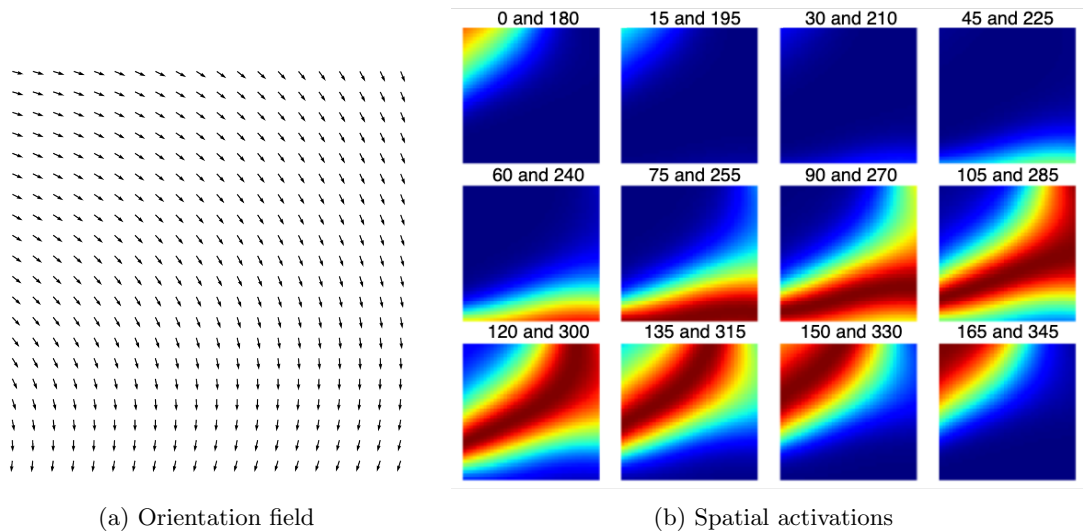 0 and 180 15 and 195 30 and 210 45 and 225
60 and 240 75 and 255 90 and 270 105 and 285
120 and 300 135 and 315 150 and 330 165 and 345
(a) Orientation field (b) Spatial activations